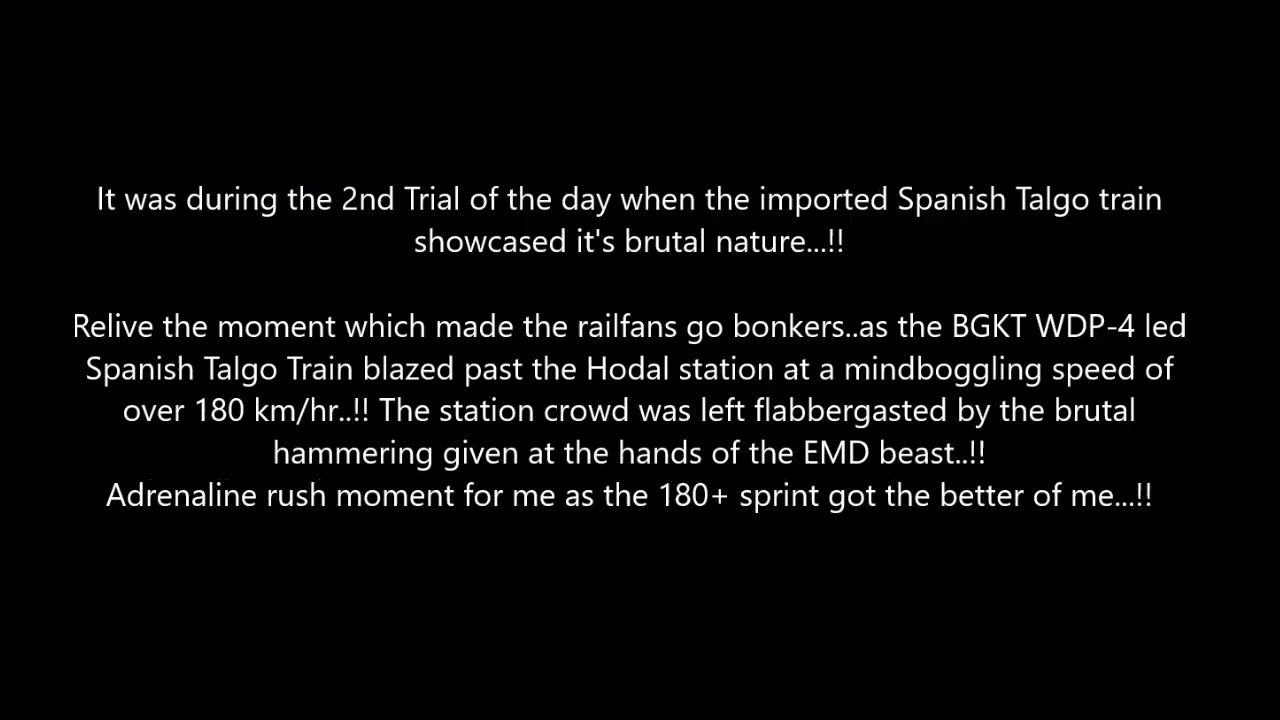 It was during the 2nd Trial of the day when the imported Spanish Talgo train
showcased it's brutal nature...!!
Relive the moment which made the railfans go bonkers..as the BGKT WDP-4 led
Spanish Talgo Train blazed past the Hodal station at a mindboggling speed of
over 180 km/hr..!! The station crowd was left flabbergasted by the brutal
hammering given at the hands of the EMD beast..!!
Adrenaline rush moment for me as the 180+ sprint got the better of me...!!